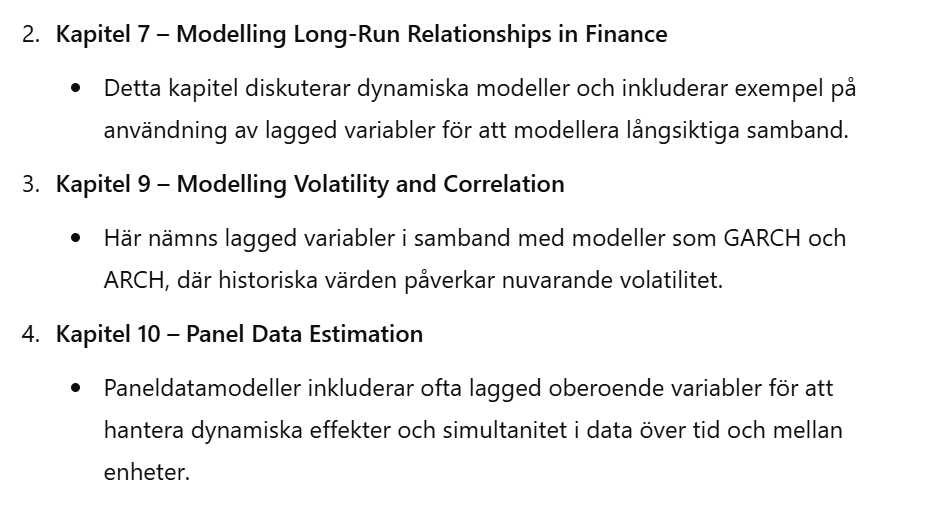 2. Kapitel 7 – Modelling Long-Run Relationships in Finance
• Detta kapitel diskuterar dynamiska modeller och inkluderar exempel på
användning av lagged variabler för att modellera långsiktiga samband.
3. Kapitel 9 – Modelling Volatility and Correlation
• Här nämns lagged variabler i samband med modeller som GARCH och
ARCH, där historiska värden påverkar nuvarande volatilitet.
4. Kapitel 10 – Panel Data Estimation
• Paneldatamodeller inkluderar ofta lagged oberoende variabler för att
hantera dynamiska effekter och simultanitet i data över tid och mellan
enheter.